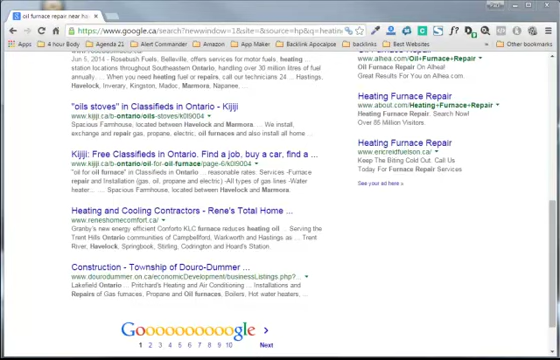 oil furnace repair near ha
https://www.google.ca/search?newwindow=1&site=&source=hp&q=heating
Apps
4 Hour Body
Agenda 21
Alert Commander
Amazon
App Maker
Backlink Apocalpse
backlinks
Best Websites
Other bookmarks
Jun 5, 2014 - Rosebush Fuels, Belleville, offers services for motor fuels, heating ...
station locations throughout Southeastern Ontario, handling over 30 million litres of fuel
annually. ... When you need heating fuel or repairs, call our technicians 24 ... Hastings,
Havelock, Inverary, Kingston, Madoc, Marmora, Napanee, ...
"oils stoves" in Classifieds in Ontario - Kijiji
www.kijiji.ca/b-ontario/oils-stoves/k0l9004
Spacious Furnhouse, located between Havelock and Marmora. ... We install,
exchange and repair gas, propane, electric, oil furnaces and also install all home ...
Kijiji: Free Classifieds in Ontario. Find a job, buy a car, find a ...
www.kijiji.ca/b-ontario/oil-for-oil-furnace/page-6/k0l9004
"oil for oil furnace" in Classifieds in Ontario ... reasonable rates. Services -Furnace
repair and Installation (gas, oil, propane, electric) -All types of gas lines -Water
heater... ... Spacious Furnhouse, located between Havelock and Marmora.
Heating and Cooling Contractors - Rene's Total Home ...
www.reneshomecomfort.ca/
Granby's new energy efficient Conforto KLC furnace reduces heating oil ... Serving the
Trent Hills Ontario communities of Campbellford, Warkworth and Hastings as ... Trent
River, Havelock, Springbrook, Stirling, Codrington and Hoard's Station.
Construction - Township of Douro-Dummer ...
www.dourodummer.on.ca/economicDevelopment/businessListings.php?...
Lakefield Ontario ... Pritchard's Heating and Air Conditioning ... Installations and
Repairs of Gas furnaces, Propane and Oil furnaces, Boilers, Hot water heaters, ...
www.alhea.com/Oil+Furnace+Repair
Oil Furnace Repair On Alhea!
Great Results For You on Alhea.com.
Heating Furnace Repair
www.about.com/Heating+Furnace+Repair
Heating Furnace Repair. Search Now!
Over 85 Million Visitors.
Heating Furnace Repair
www.ericreidfuelson.ca/
Keep The Biting Cold Out. Call Us
Today For Furnace Repair Services
See your ad here »
Goooooooooogle
1 2 3 4 5 6 7 8 9 10 Next